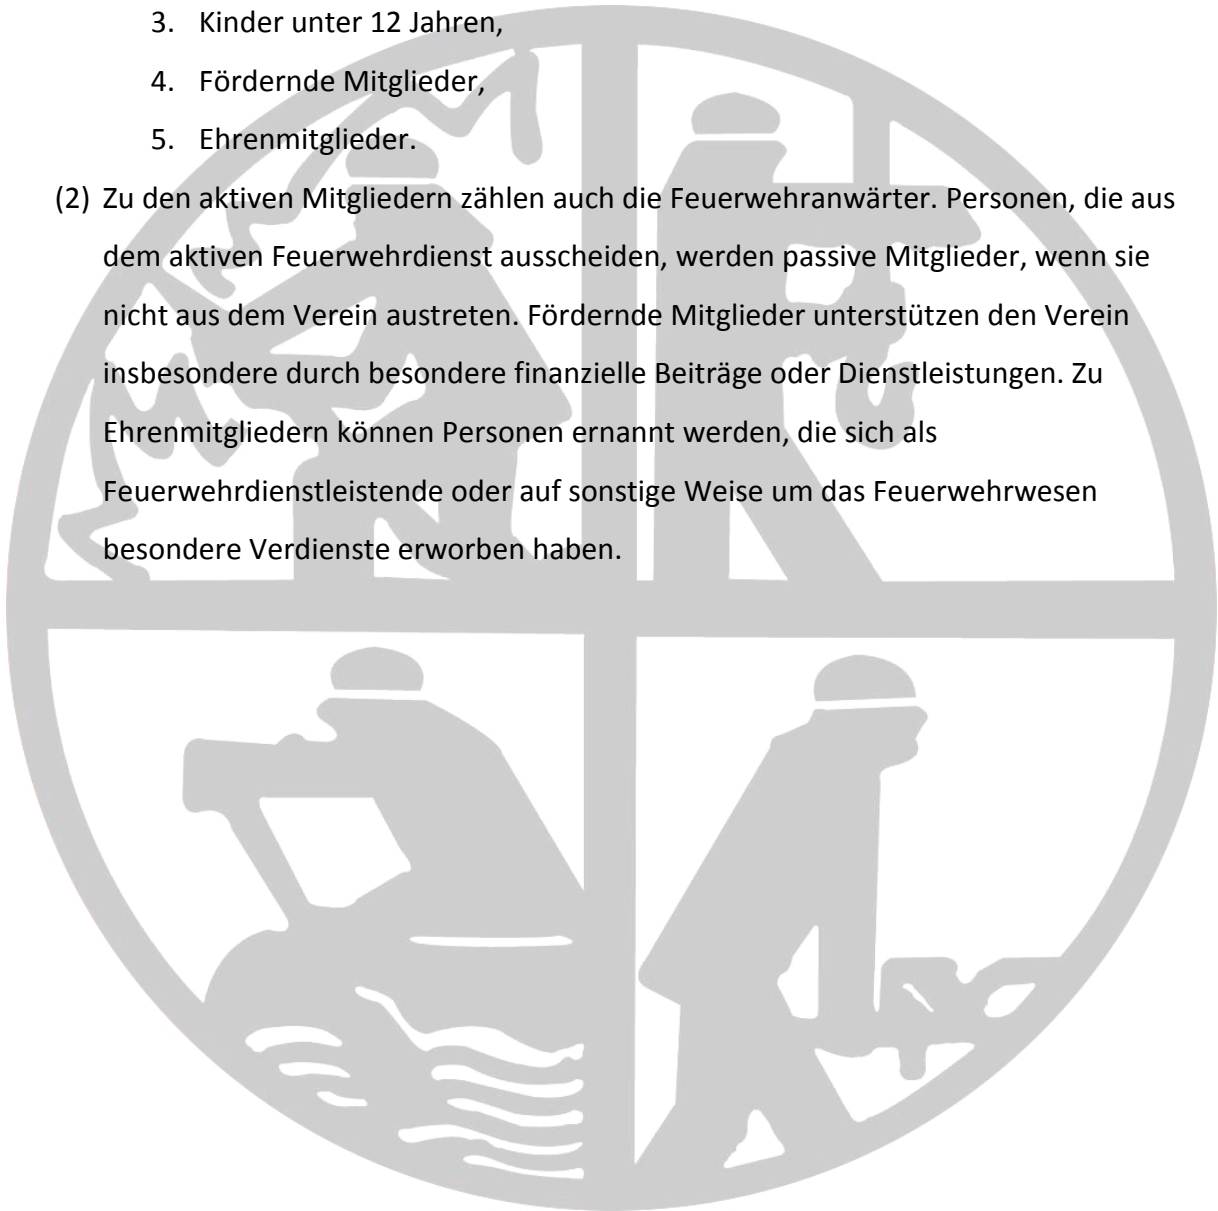 3. Kinder unter 12 Jahren,
4. Fördernde Mitglieder,
5. Ehrenmitglieder.
(2) Zu den aktiven Mitgliedern zählen auch die Feuerwehranwärter. Personen, die aus
dem aktiven Feuerwehrdienst ausscheiden, werden passive Mitglieder, wenn sie
nicht aus dem Verein austreten. Fördernde Mitglieder unterstützen den Verein
insbesondere durch besondere finanzielle Beiträge oder Dienstleistungen. Zu
Ehrenmitgliedern können Personen ernannt werden, die sich als
Feuerwehrdienstleistende oder auf sonstige Weise um das Feuerwehrwesen
besondere Verdienste erworben haben.